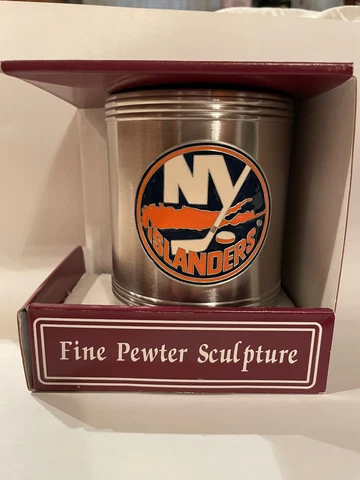 NY
ISLANDERS
®
Fine Pewter Sculpture